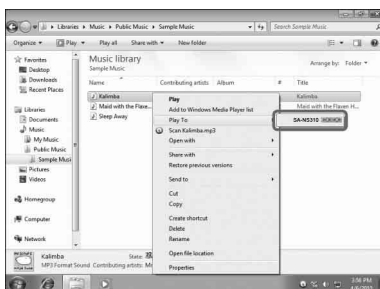 Libraries ▸ Music ▸ Public Music ▸ Sample Music
Search Sample Music
Organize Play Play all Share with New folder
Favorites
Desktop
Downloads
Recent Places
Libraries
Documents
Music
My Music
Public Music
Sample Musi
Pictures
Videos
Homegroup
Computer
Network
Music library
Sample Music
Arrange by: Folder
Name Contributing artists Album # Title
Kalimba Kalimba
Maid with the Flaxe... Maid with the Flaxen H...
Sleep Away
Play
Add to Windows Media Player list
Play To
SA-NS310
Scan Kalimba.mp3
Open with
Share with
Restore previous versions
Send to
Cut
Copy
Create shortcut
Delete
Rename
Open file location
Properties
Kalimba
MP3 Format Sound Contributing artists:
3:56 PM